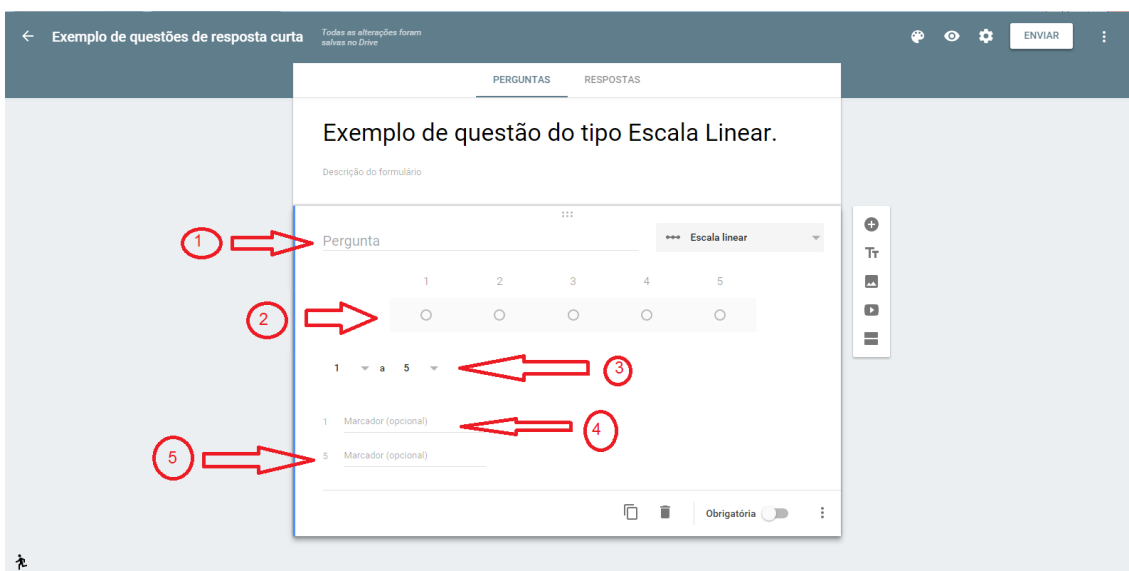 Exemplo de questões de resposta curta
Todas as alterações foram
salvas no Drive
ENVIAR
PERGUNTAS RESPOSTAS
Exemplo de questão do tipo Escala Linear.
Descrição do formulário
1
Pergunta
Escala linear
Tт
1 2 3 4 5
2
1 a 5
3
1 Marcador (opcional)
4
5
5 Marcador (opcional)
Obrigatória